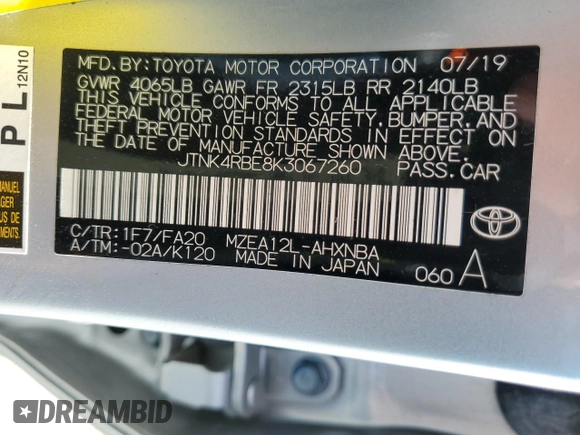 MFD.BY:TOYOTA MOTOR CORPORATION 07/19
GVWR 4065LB GAWR FR 2315LB RR 2140LB
THIS VEHICLE CONFORMS TO ALL APPLICABLE
FEDERAL MOTOR VEHICLE SAFETY,BUMPER,AND
THEFT PREVENTION STANDARDS IN EFFECT ON
THE DATE OF MANUFACTURE SHOWN ABOVE.
JTNK4RBE8K3067260 PASS.CAR
C/TR:1F7/FA20 MZEA12L-AHXNBA
A/TM:-02A/K120 MADE IN JAPAN
060 A
TOYOTA
PL
12N10
Manual
DREAMBID